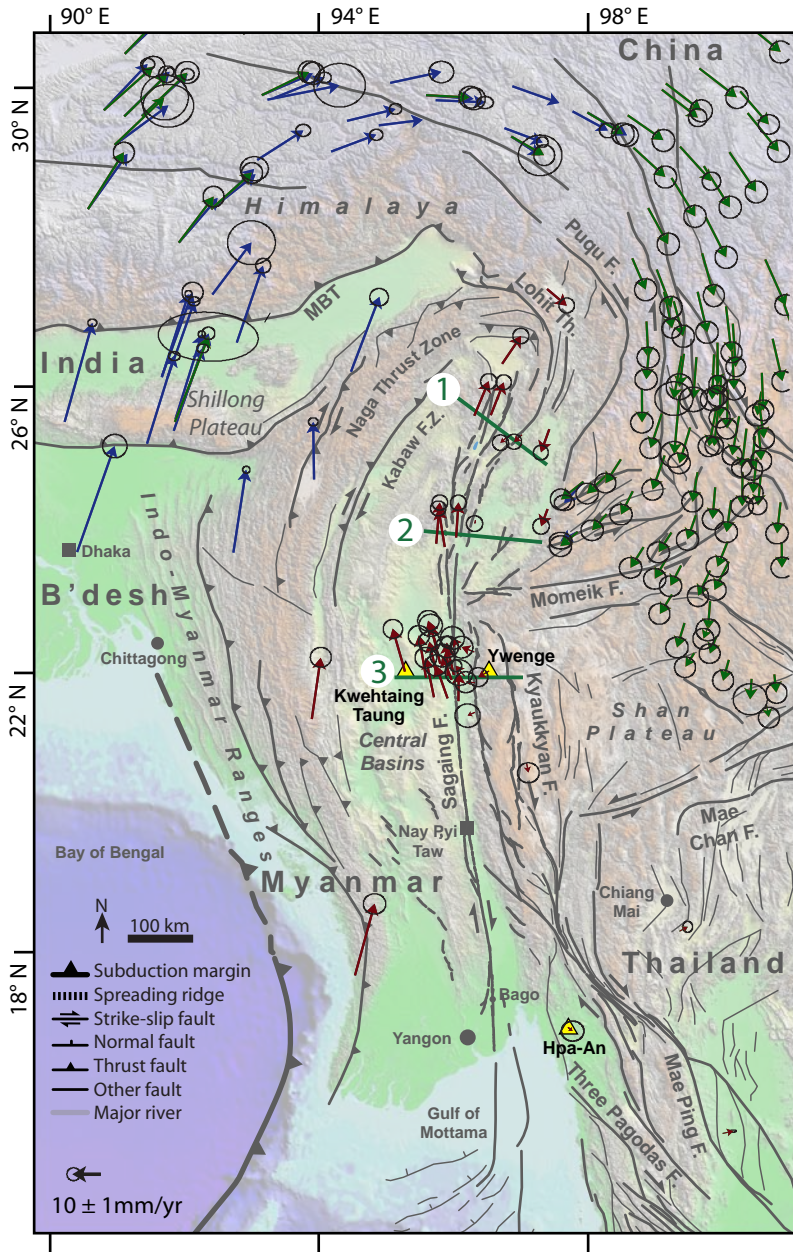 90° E
94° E
98° E
China
30° N
Himalaya
Puqu F.
Lohit Th.
MBT
India
Naga Thrust Zone
Shillong
Plateau
1
26° N
Kabaw F.Z.
2
Dhaka
Indo-Myanmar Ranges
B'desh
Momeik F.
Chittagong
Ywenge
3
22° N
Kwehtaing
Taung
Kyaukkyan F.
Shan
Plateau
Central
Basins
Sagaing F.
Nay Pyi
Taw
Mae
Chan F.
Bay of Bengal
Myanmar
Chiang
Mai
N
100 km
18° N
Thailand
Subduction margin
Spreading ridge
Strike-slip fault
Normal fault
Thrust fault
Other fault
Major river
Bago
Yangon
Hpa-An
Mae Ping F.
Three Pagodas F.
Gulf of
Mottama
10 ± 1mm/yr